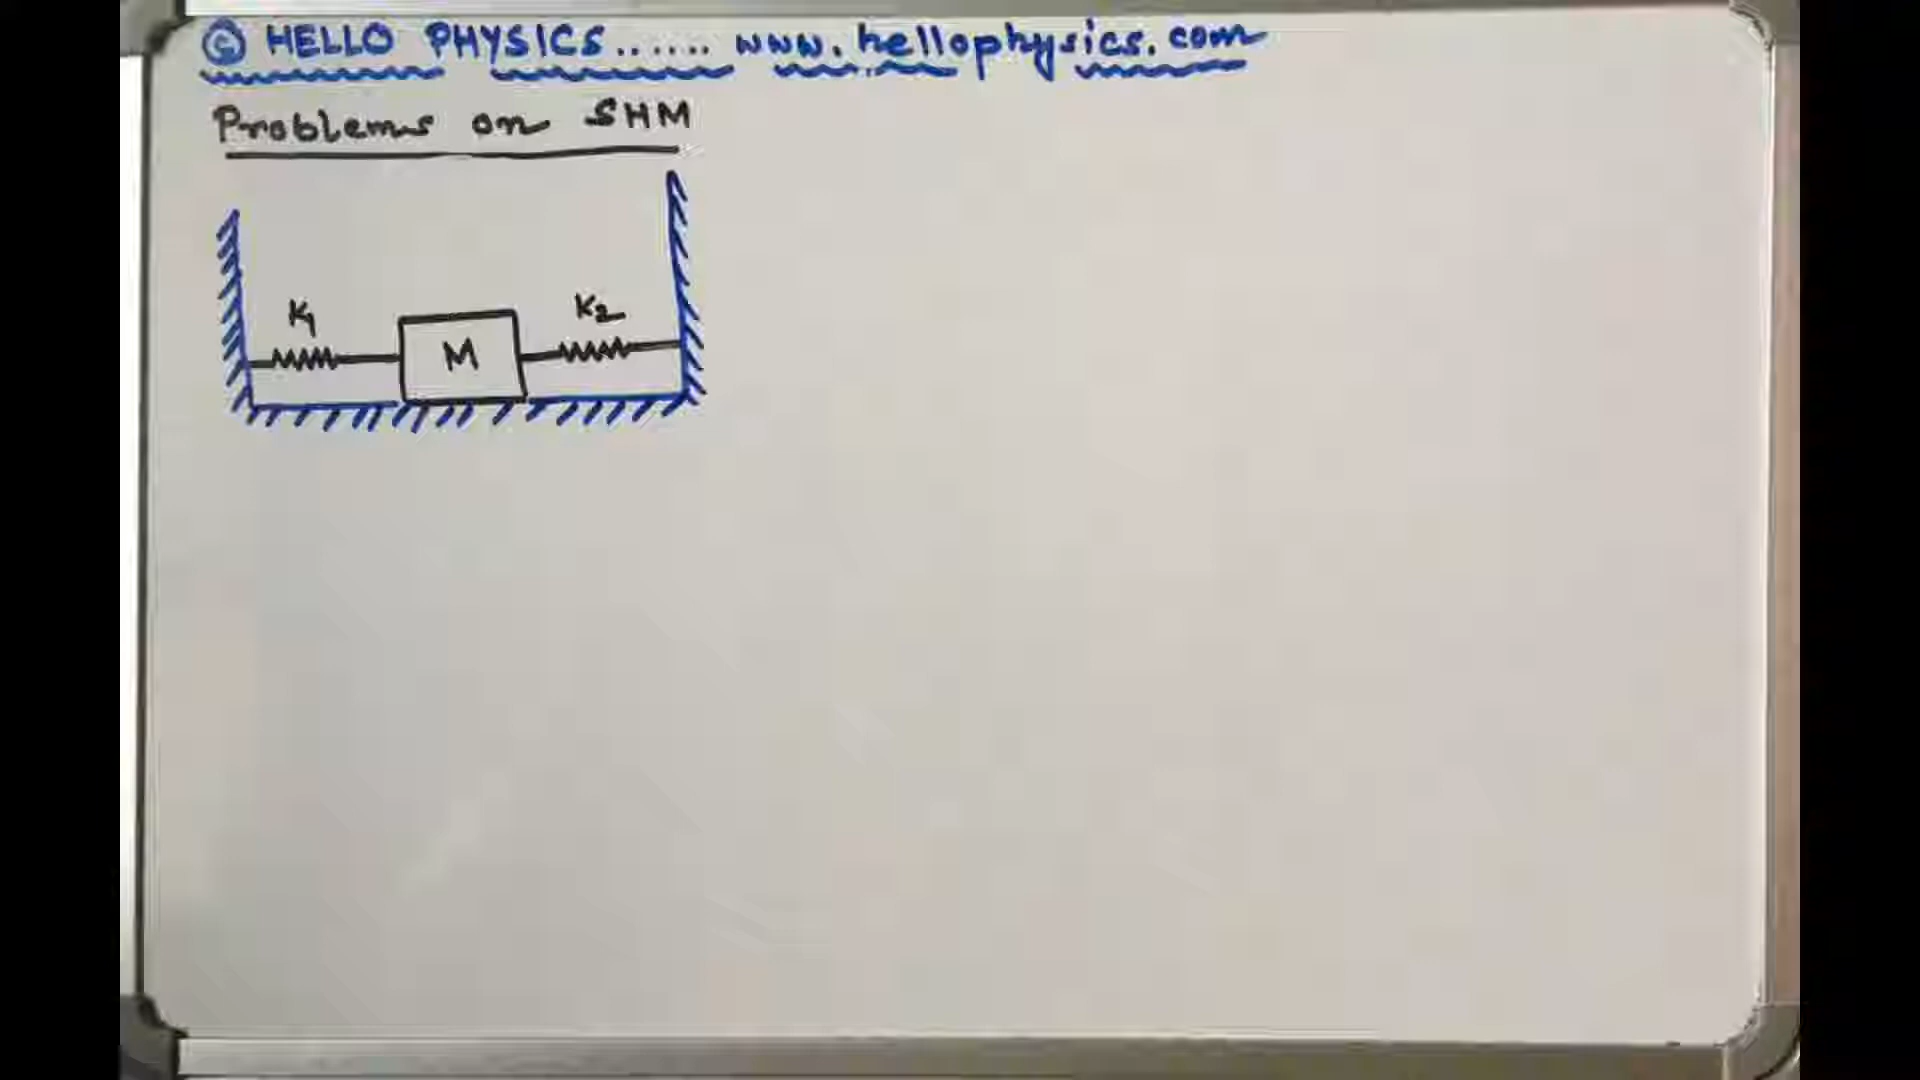 © HELLO PHYSICS...... www.hellophysics.com
Problems on SHM
K1
K2
M